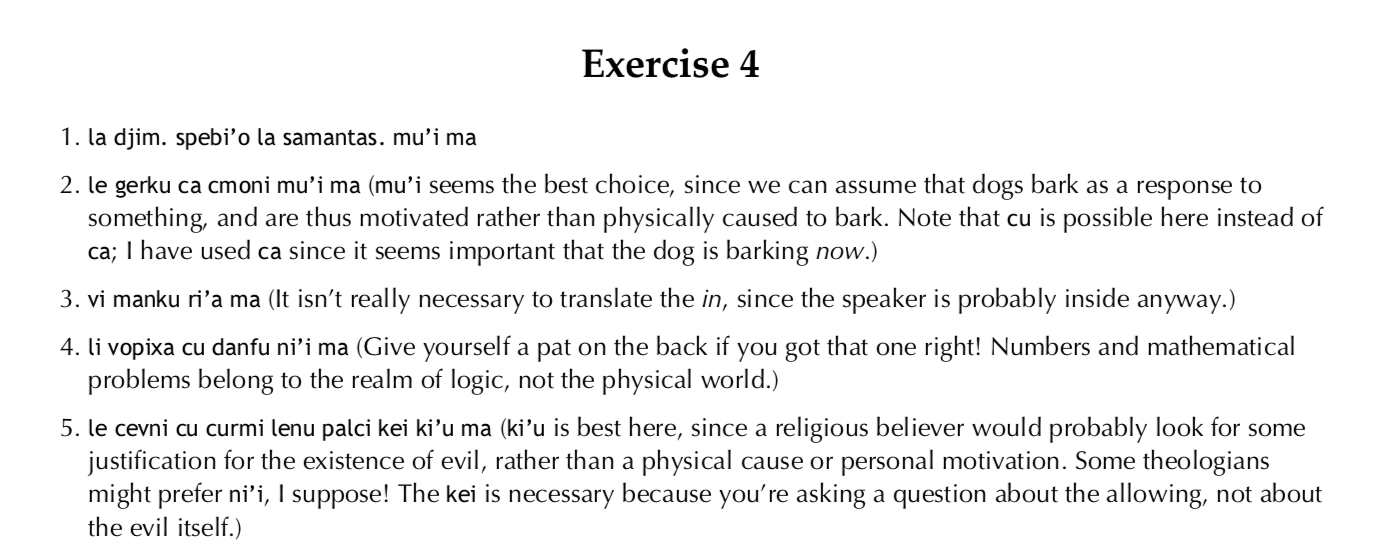 Exercise 4
1. la djim. spebi’o la samantas. mu’i ma
2. le gerku ca cmoni mu’i ma (mu’i seems the best choice, since we can assume that dogs bark as a response to
something, and are thus motivated rather than physically caused to bark. Note that cu is possible here instead of
ca; I have used ca since it seems important that the dog is barking now.)
3. vi manku ri’a ma (It isn’t really necessary to translate the in, since the speaker is probably inside anyway.)
4. li vopixa cu danfu ni’i ma (Give yourself a pat on the back if you got that one right! Numbers and mathematical
problems belong to the realm of logic, not the physical world.)
5. le cevni cu curmi lenu palci kei ki’u ma (ki’u is best here, since a religious believer would probably look for some
justification for the existence of evil, rather than a physical cause or personal motivation. Some theologians
might prefer ni’i, I suppose! The kei is necessary because you’re asking a question about the allowing, not about
the evil itself.)